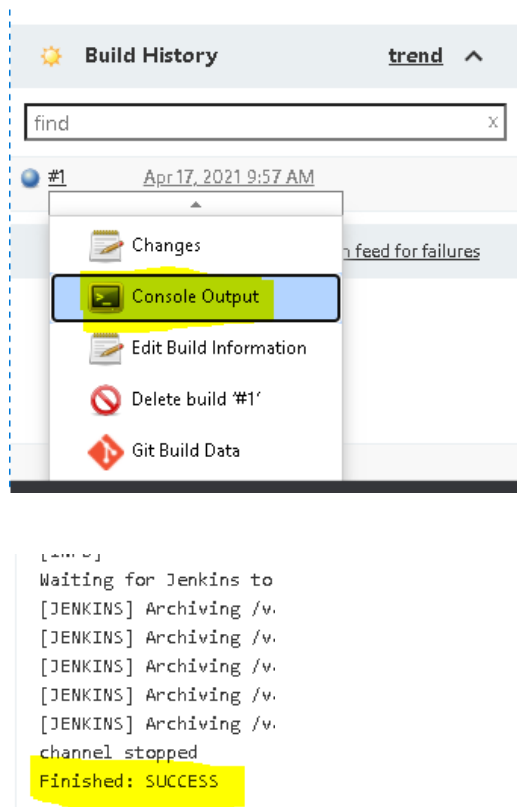 Build History trend
find x
#1 Apr 17, 2021 9:57 AM
Changes
feed for failures
Console Output
Edit Build Information
Delete build '#1'
Git Build Data
[INFO]
Waiting for Jenkins to
[JENKINS] Archiving /v
[JENKINS] Archiving /v
[JENKINS] Archiving /v
[JENKINS] Archiving /v
[JENKINS] Archiving /v
channel stopped
Finished: SUCCESS